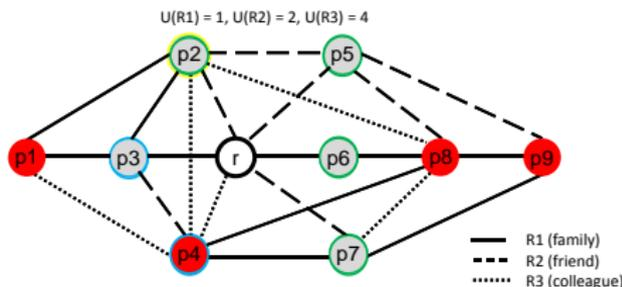 U(R1) = 1, U(R2) = 2, U(R3) = 4
p2
p5
p1
p3
r
p6
p8
p9
p4
p7
R1 (family)
R2 (friend)
R3 (colleague)